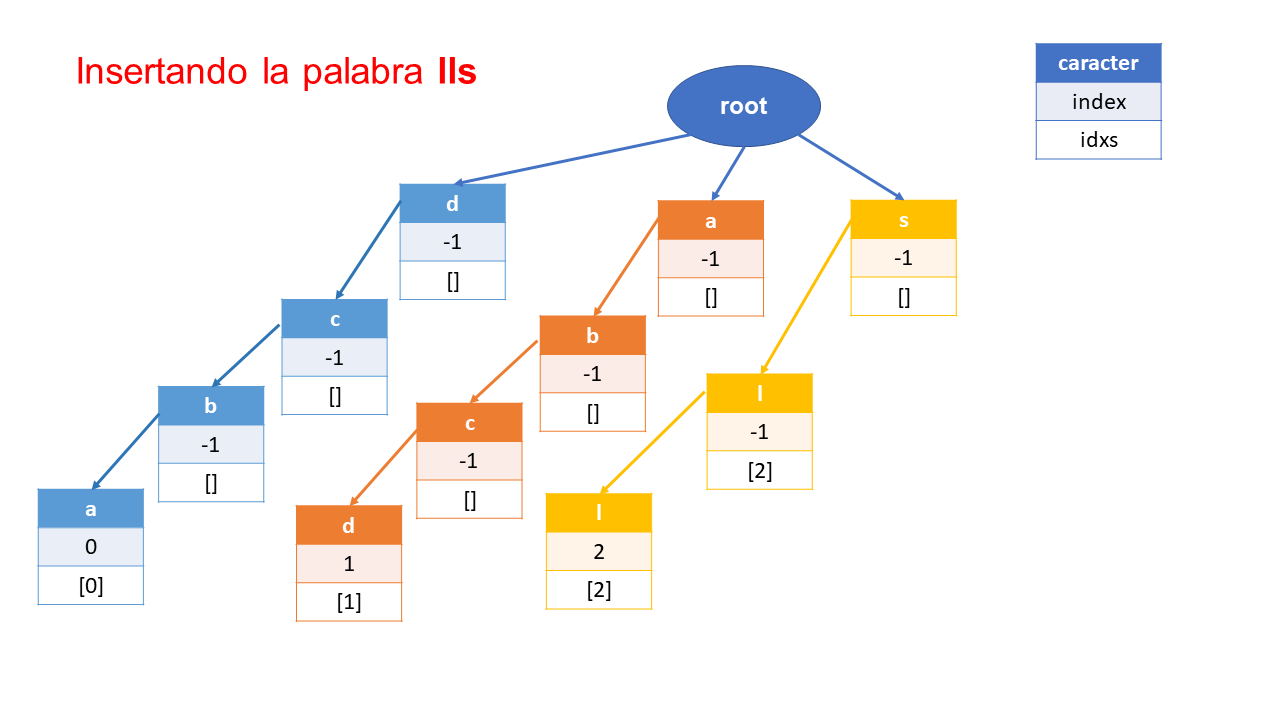 Insertando la palabra lls
root
caracter
index
idxs
d
-1
[]
a
-1
[]
s
-1
[]
c
-1
[]
b
-1
[]
l
-1
[2]
b
-1
[]
c
-1
[]
a
0
[0]
d
1
[1]
l
2
[2]